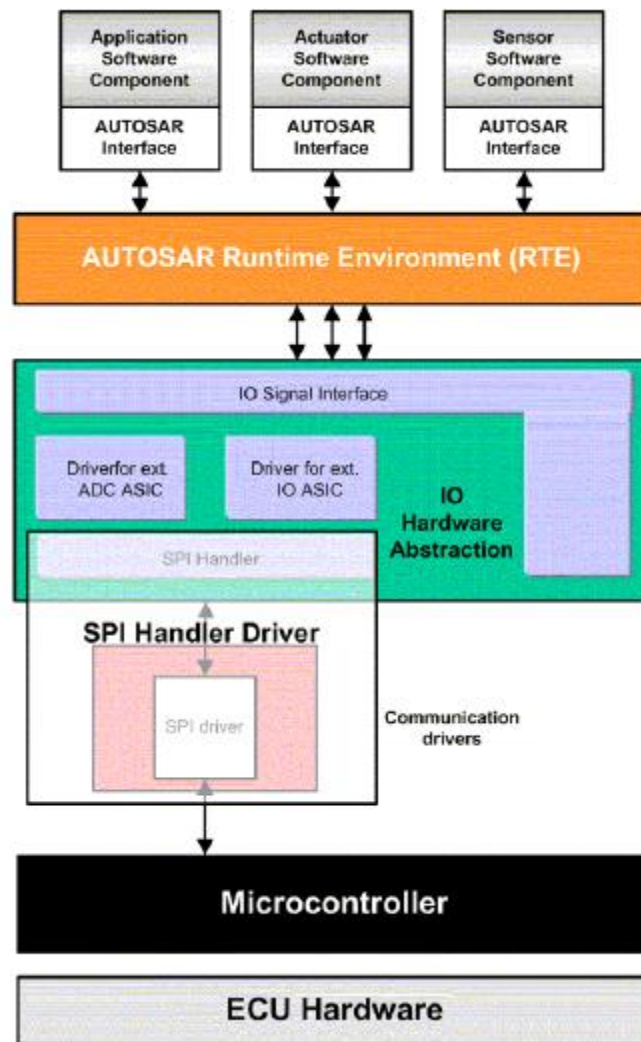 Application
Software
Component
AUTOSAR
Interface
Actuator
Software
Component
AUTOSAR
Interface
Sensor
Software
Component
AUTOSAR
Interface
AUTOSAR Runtime Environment (RTE)
IO Signal Interface
Driverfor ext.
ADC ASIC
Driver for ext.
IO ASIC
IO
Hardware
Abstraction
SPI Handler
SPI Handler Driver
SPI driver
Communication
drivers
Microcontroller
ECU Hardware